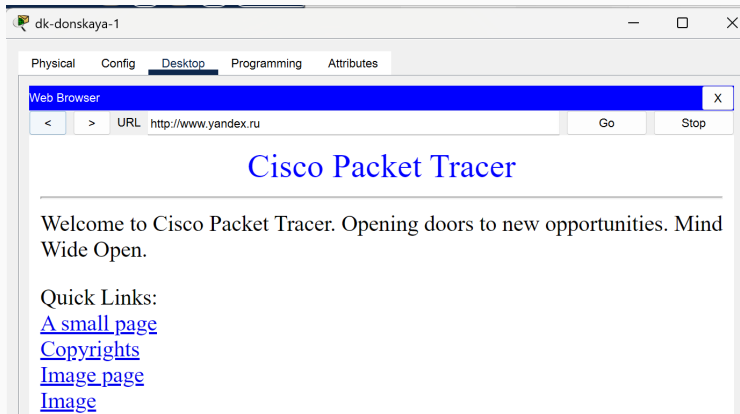 dk-donskaya-1
Physical Config Desktop Programming Attributes
Web Browser X
< > URL http://www.yandex.ru Go Stop
Cisco Packet Tracer
Welcome to Cisco Packet Tracer. Opening doors to new opportunities. Mind
Wide Open.
Quick Links:
A small page
Copyrights
Image page
Image